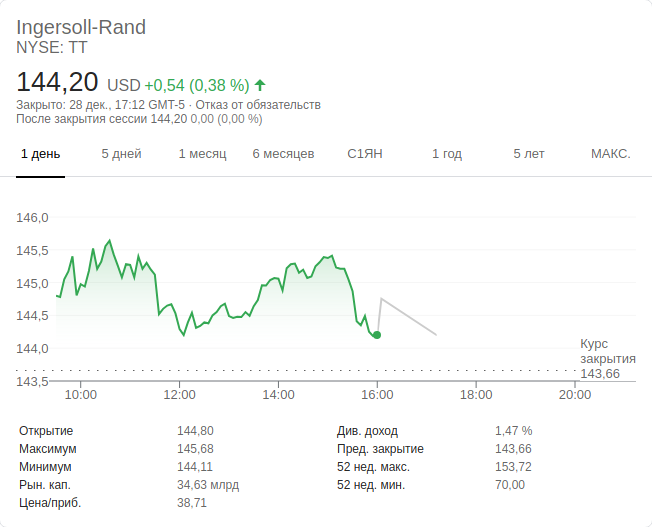 Ingersoll-Rand
NYSE: TT
144,20 USD +0,54 (0,38 %)
Закрыто: 28 дек., 17:12 GMT-5 · Отказ от обязательств
После закрытия сессии 144,20 0,00 (0,00 %)
1 день 5 дней 1 месяц 6 месяцев С1ЯН 1 год 5 лет МАКС.
146,0
145,5
145,0
144,5
144,0
143,5
Курс
закрытия
143,66
10:00 12:00 14:00 16:00 18:00 20:00
Открытие 144,80 Див. доход 1,47 %
Максимум 145,68 Пред. закрытие 143,66
Минимум 144,11 52 нед. макс. 153,72
Рын. кап. 34,63 млрд 52 нед. мин. 70,00
Цена/приб. 38,71